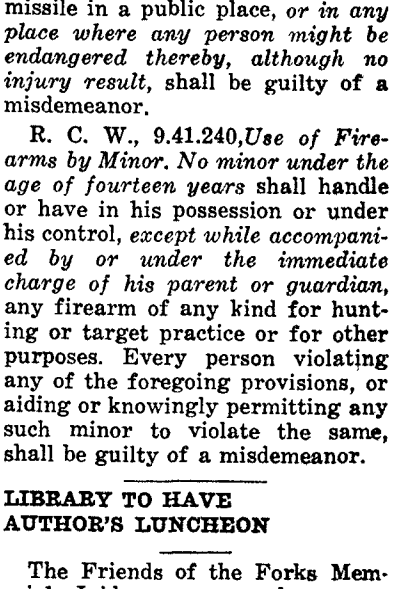 missile in a public place, or in any
place where any person might be
endangered thereby, although no
injury result, shall be guilty of a
misdemeanor.
R. C. W., 9.41.240,Use of Fire-
arms by Minor. No minor under the
age of fourteen years shall handle
or have in his possession or under
his control, except while accompani-
ed by or under the immediate
charge of his parent or guardian,
any firearm of any kind for hunt-
ing or target practice or for other
purposes. Every person violating
any of the foregoing provisions, or
aiding or knowingly permitting any
such minor to violate the same,
shall be guilty of a misdemeanor.
LIBRARY TO HAVE
AUTHOR'S LUNCHEON
The Friends of the Forks Mem-